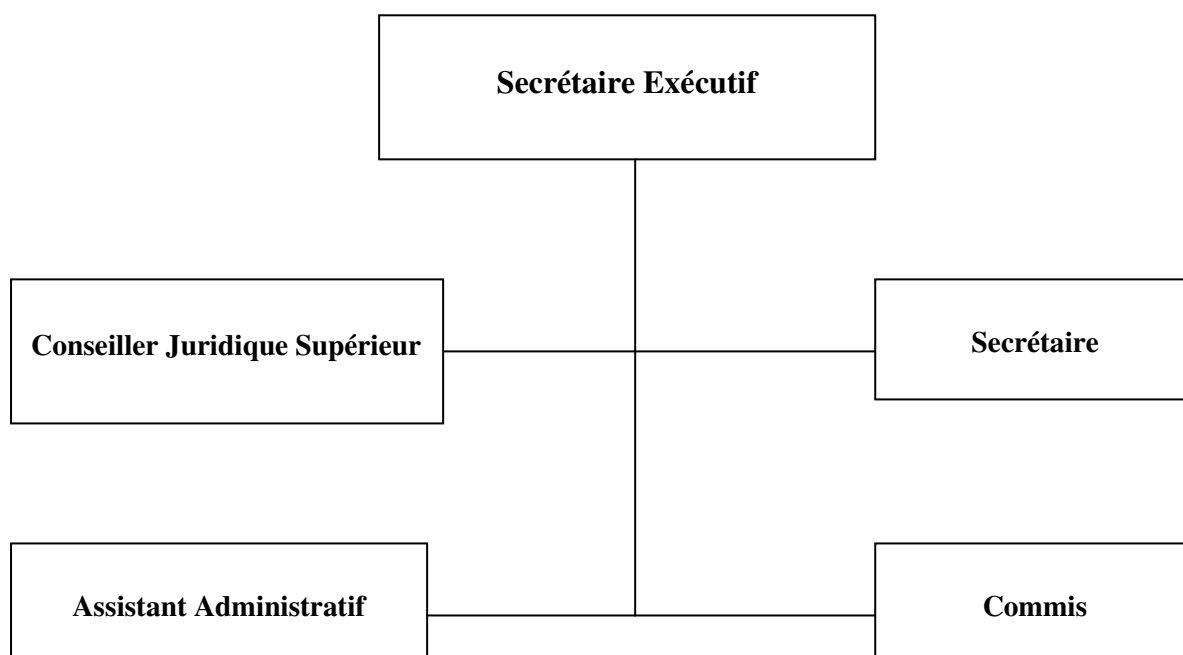 Secrétaire Exécutif
Conseiller Juridique Supérieur
Secrétaire
Assistant Administratif
Commis